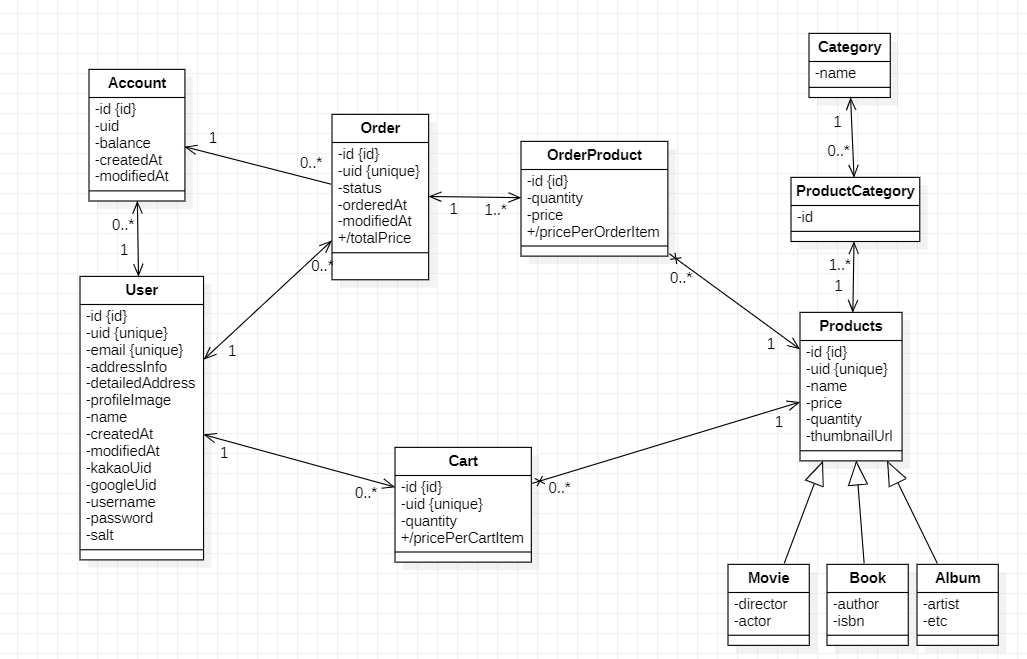 Category
-name
1
0..*
ProductCategory
-id
1..*
1
Account
-id {id}
-uid
-balance
-createdAt
-modifiedAt
1
0..*
0..*
1
Order
-id {id}
-uid {unique}
-status
-orderedAt
-modifiedAt
+/totalPrice
1
1..*
0..*
1
OrderProduct
-id {id}
-quantity
-price
+/pricePerOrderItem
0..*
1
User
-id {id}
-uid {unique}
-email {unique}
-addressInfo
-detailedAddress
-profileImage
-name
-createdAt
-modifiedAt
-kakaoUid
-googleUid
-username
-password
-salt
1
0..*
Cart
-id {id}
-uid {unique}
-quantity
+/pricePerCartItem
0..*
1
Products
-id {id}
-uid {unique}
-name
-price
-quantity
-thumbnailUrl
Movie
-director
-actor
Book
-author
-isbn
Album
-artist
-etc